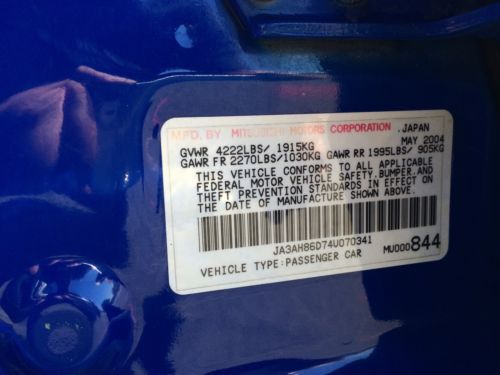 MFD. BY MITSUBISHI MOTORS CORPORATION ,JAPAN
GVWR 4222LBS/ 1915KG MAY 2004
GAWR FR 2270LBS/1030KG GAWR RR 1995LBS/ 905KG
THIS VEHICLE CONFORMS TO ALL APPLICABLE
FEDERAL MOTOR VEHICLE SAFETY,BUMPER,AND
THEFT PREVENTION STANDARDS IN EFFECT ON
THE DATE OF MANUFACTURE SHOWN ABOVE.
JA3AH86D74U070341
VEHICLE TYPE:PASSENGER CAR MU000844